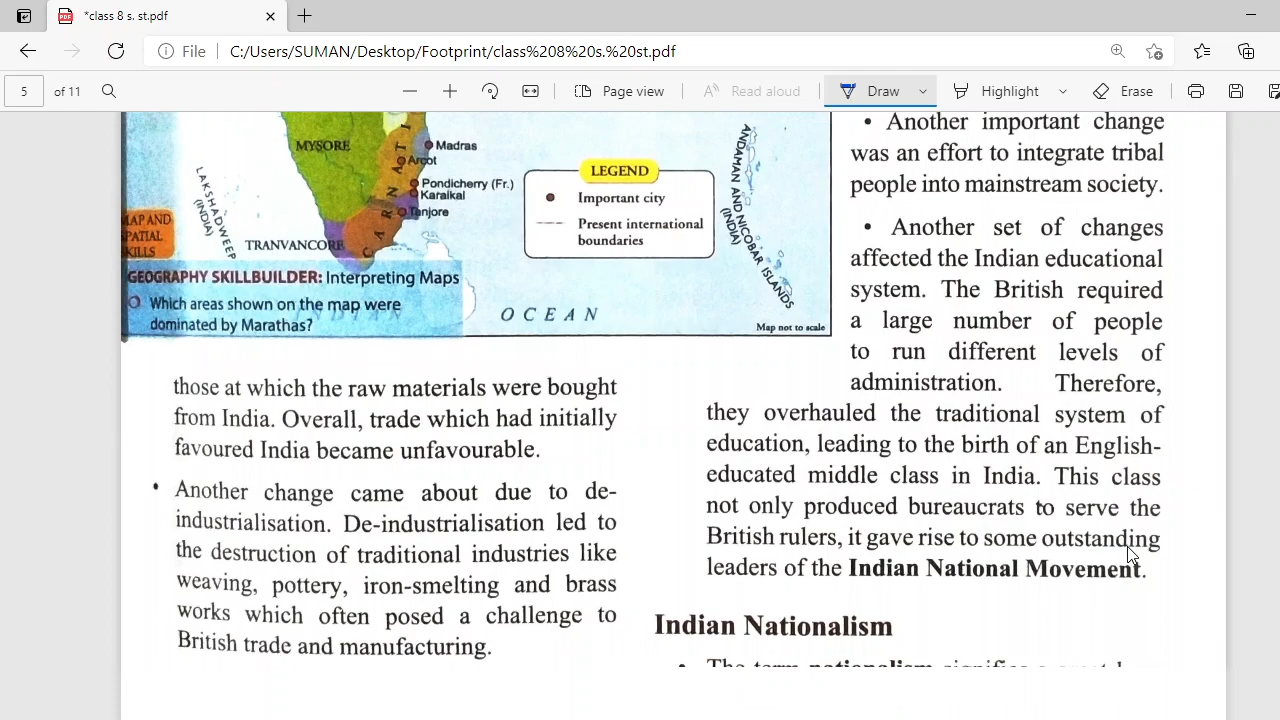 *class 8 s. st.pdf
File
C:/Users/SUMAN/Desktop/Footprint/class%208%20s.%20st.pdf
5 of 11
Page view
Read aloud
Draw
Highlight
Erase
MYSORE
Madras
Arcot
Pondicherry (Fr.)
Karaikal
Tanjore
CARNATI
TRANVANCORE
LAKSHADWEEP
(INDIA)
MAP AND
SPATIAL
SKILLS
LEGEND
Important city
Present international
boundaries
ANDAMAN AND NICOBAR ISLANDS
(INDIA)
GEOGRAPHY SKILLBUILDER: Interpreting Maps
Which areas shown on the map were
dominated by Marathas?
OCEAN
Map not to scale
those at which the raw materials were bought
from India. Overall, trade which had initially
favoured India became unfavourable.
• Another change came about due to de-
industrialisation. De-industrialisation led to
the destruction of traditional industries like
weaving, pottery, iron-smelting and brass
works which often posed a challenge to
British trade and manufacturing.
• Another important change
was an effort to integrate tribal
people into mainstream society.
• Another set of changes
affected the Indian educational
system. The British required
a large number of people
to run different levels of
administration. Therefore,
they overhauled the traditional system of
education, leading to the birth of an English-
educated middle class in India. This class
not only produced bureaucrats to serve the
British rulers, it gave rise to some outstanding
leaders of the Indian National Movement.
Indian Nationalism
• The term nationalism signifies a